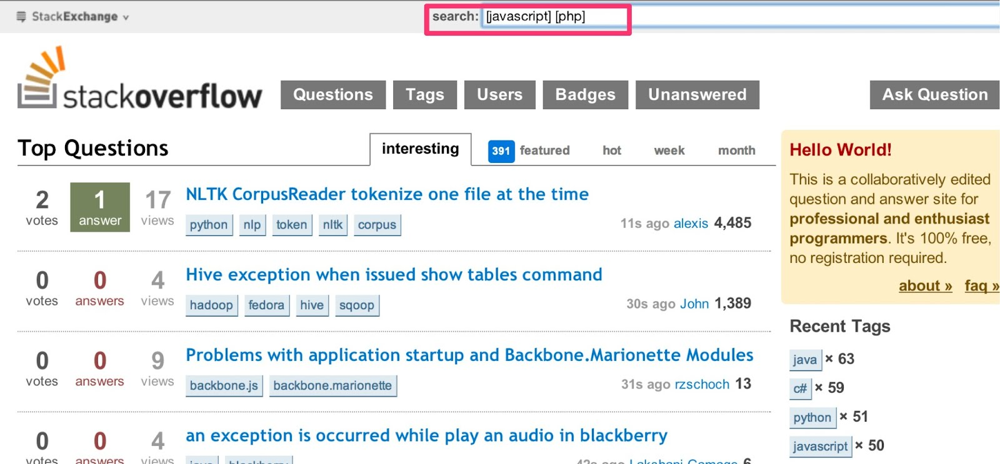 StackExchange
search: [javascript] [php]
stackoverflow
Questions Tags Users Badges Unanswered Ask Question
Top Questions
interesting 391 featured hot week month
2 votes 1 answer 17 views
NLTK CorpusReader tokenize one file at the time
python nlp token nltk corpus
11s ago alexis 4,485
0 votes 0 answers 4 views
Hive exception when issued show tables command
hadoop fedora hive sqoop
30s ago John 1,389
0 votes 0 answers 9 views
Problems with application startup and Backbone.Marionette Modules
backbone.js backbone.marionette
31s ago rzschoch 13
0 votes 0 answers 4 views
an exception is occurred while play an audio in blackberry
java blackberry
42s ago Lakabani Gamage 6
Hello World!
This is a collaboratively edited
question and answer site for
professional and enthusiast
programmers. It's 100% free,
no registration required.
about » faq »
Recent Tags
java × 63
c# × 59
python × 51
javascript × 50